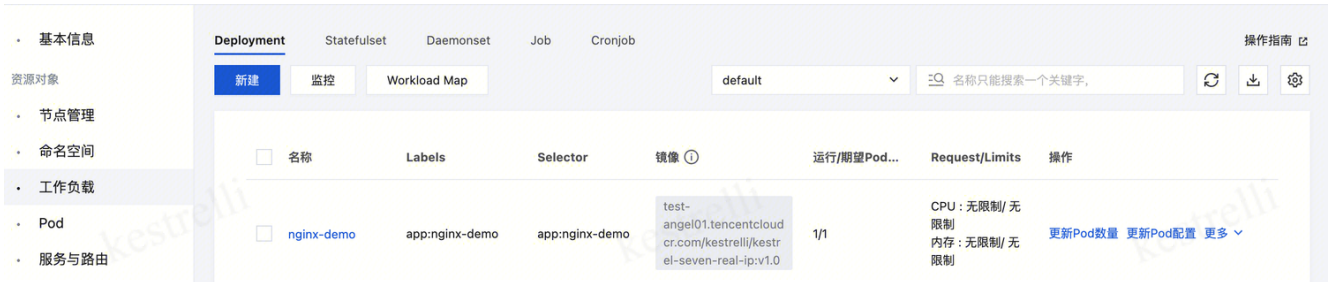 基本信息
资源对象
节点管理
命名空间
工作负载
Pod
服务与路由
Deployment Statefulset Daemonset Job Cronjob
操作指南
新建 监控 Workload Map
default
名称只能搜索一个关键字,
名称 Labels Selector 镜像 运行/期望Pod... Request/Limits 操作
nginx-demo app:nginx-demo app:nginx-demo
test-
angel01.tencentcloud
cr.com/kestrelli/kestr
el-seven-real-ip:v1.0
1/1
CPU : 无限制/ 无
限制
内存 : 无限制/ 无
限制
更新Pod数量 更新Pod配置 更多
kestrelli
kestrelli
kestrelli